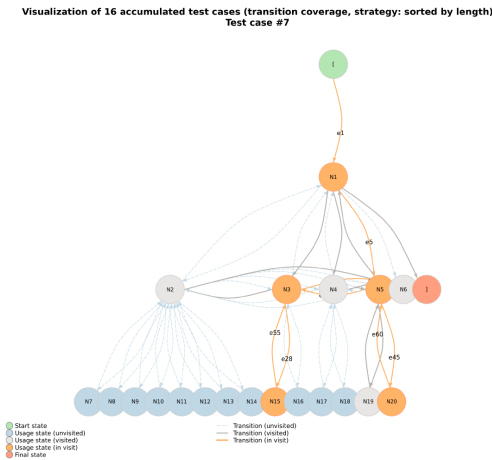 Visualization of 16 accumulated test cases (transition coverage, strategy: sorted by length)
Test case #7
[
e1
N1
e5
N2
N3
N4
N5
N6
]
e55
e60
e28
e45
N7
N8
N9
N10
N11
N12
N13
N14
N15
N16
N17
N18
N19
N20
Start state
Usage state (unvisited)
Usage state (visited)
Usage state (in visit)
Final state
Transition (unvisited)
Transition (visited)
Transition (in visit)